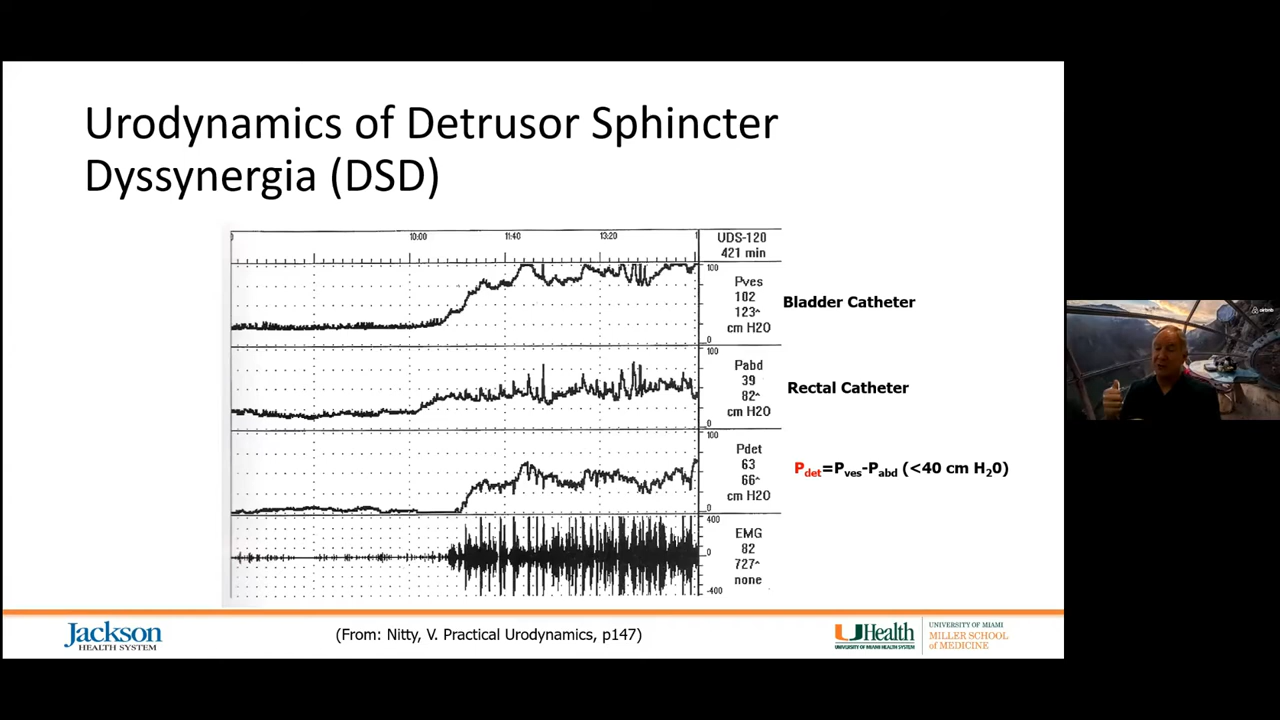 Urodynamics of Detrusor Sphincter
Dyssynergia (DSD)
0 10:00 11:40 13:20 1
UDS-120
421 min
100
Pves
102
123^
cm H2O
0
Bladder Catheter
100
Pabd
39
82^
cm H2O
0
Rectal Catheter
100
Pdet
63
66^
cm H2O
0
Pdet=Pves-Pabd (<40 cm H20)
400
EMG
0
82
727^
none
-400
(From: Nitty, V. Practical Urodynamics, p147)
Jackson
HEALTH SYSTEM
UHealth
UNIVERSITY OF MIAMI HEALTH SYSTEM
UNIVERSITY OF MIAMI
MILLER SCHOOL
of MEDICINE
airbnb